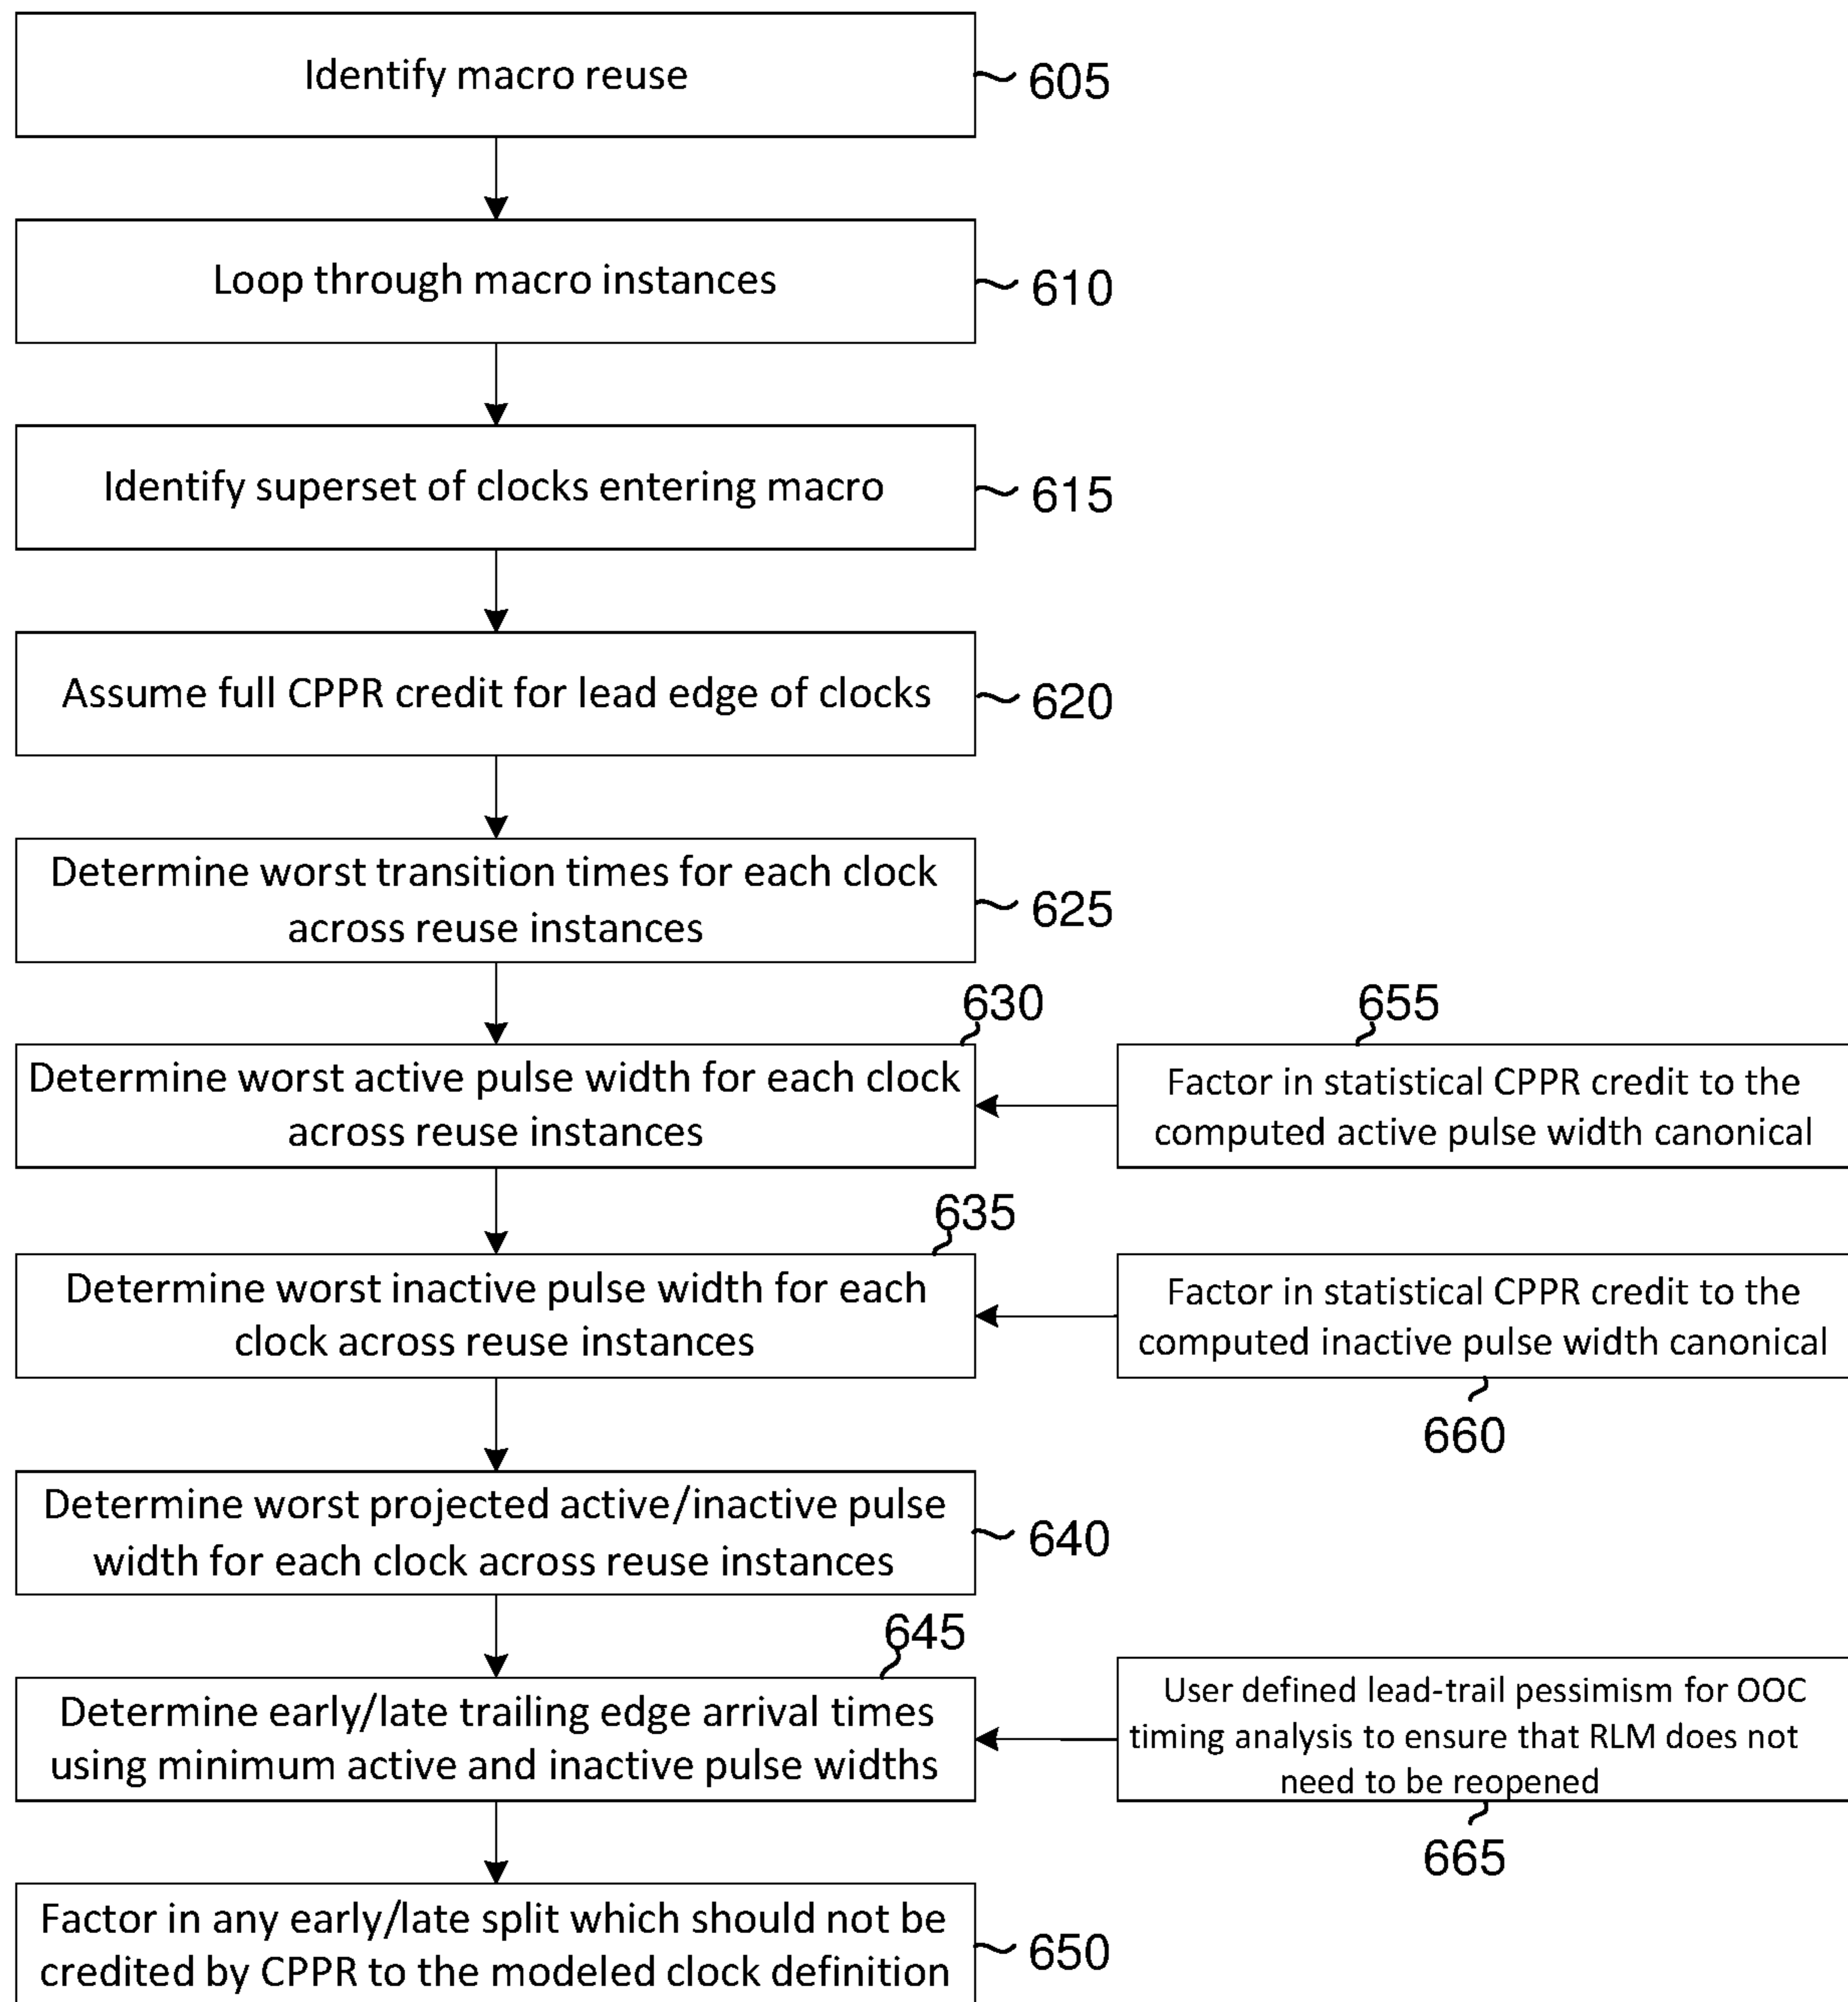 Identify macro reuse
605
Loop through macro instances
610
Identify superset of clocks entering macro
615
Assume full CPPR credit for lead edge of clocks
620
Determine worst transition times for each clock
across reuse instances
625
630
Determine worst active pulse width for each clock
across reuse instances
655
Factor in statistical CPPR credit to the
computed active pulse width canonical
635
Determine worst inactive pulse width for each
clock across reuse instances
Factor in statistical CPPR credit to the
computed inactive pulse width canonical
660
Determine worst projected active/inactive pulse
width for each clock across reuse instances
640
645
Determine early/late trailing edge arrival times
using minimum active and inactive pulse widths
User defined lead-trail pessimism for OOC
timing analysis to ensure that RLM does not
need to be reopened
665
Factor in any early/late split which should not be
credited by CPPR to the modeled clock definition
650